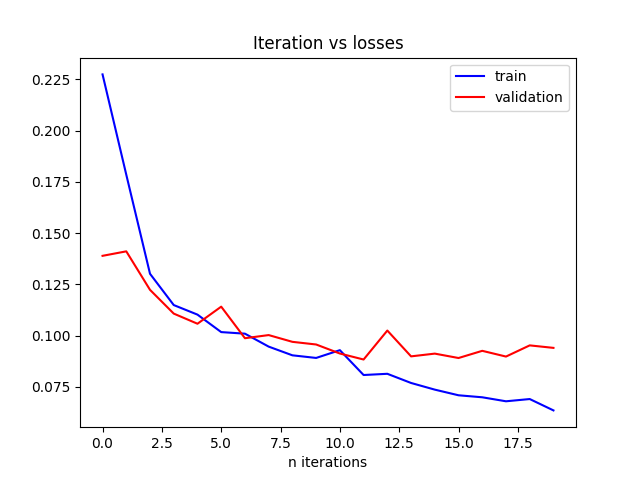 Iteration vs losses
train
validation
0.225
0.200
0.175
0.150
0.125
0.100
0.075
0.0 2.5 5.0 7.5 10.0 12.5 15.0 17.5
n iterations